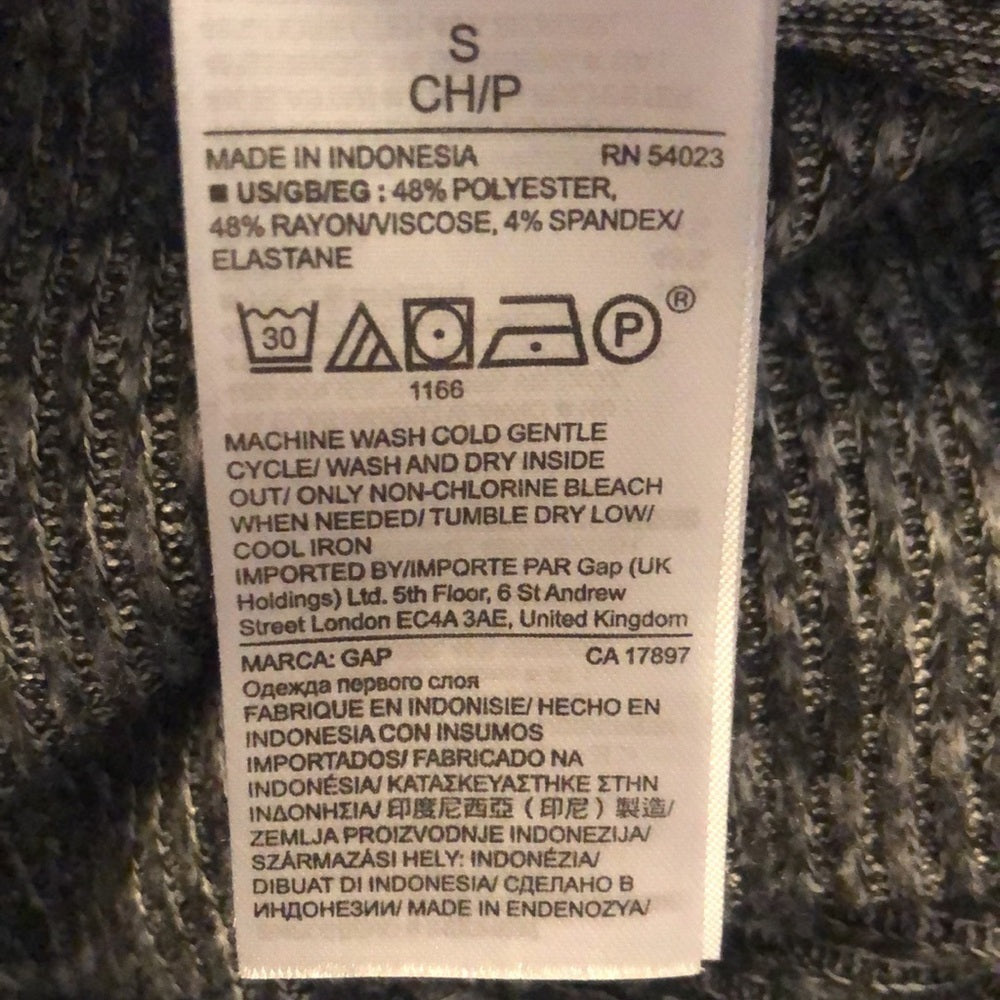 S
CH/P
MADE IN INDONESIA RN 54023
■ US/GB/EG : 48% POLYESTER,
48% RAYON/VISCOSE, 4% SPANDEX/
ELASTANE
30 P ®
1166
MACHINE WASH COLD GENTLE
CYCLE/ WASH AND DRY INSIDE
OUT/ ONLY NON-CHLORINE BLEACH
WHEN NEEDED/ TUMBLE DRY LOW/
COOL IRON
IMPORTED BY/IMPORTE PAR Gap (UK
Holdings) Ltd. 5th Floor, 6 St Andrew
Street London EC4A 3AE, United Kingdom
MARCA: GAP CA 17897
Одежда первого слоя
FABRIQUE EN INDONISIE/ HECHO EN
INDONESIA CON INSUMOS
IMPORTADOS/ FABRICADO NA
INDONÉSIA/ ΚΑΤΑΣΚΕΥΑΣΤΗΚΕ ΣΤΗΝ
ΙΝΔΟΝΗΣΙΑ/ 印度尼西亞（印尼）製造/
ZEMLJA PROIZVODNJE INDONEZIJA/
SZÁRMAZÁSI HELY: INDONÉZIA/
DIBUAT DI INDONESIA/ СДЕЛАНО В
ИНДОНЕЗИИ/ MADE IN ENDENOZYA/